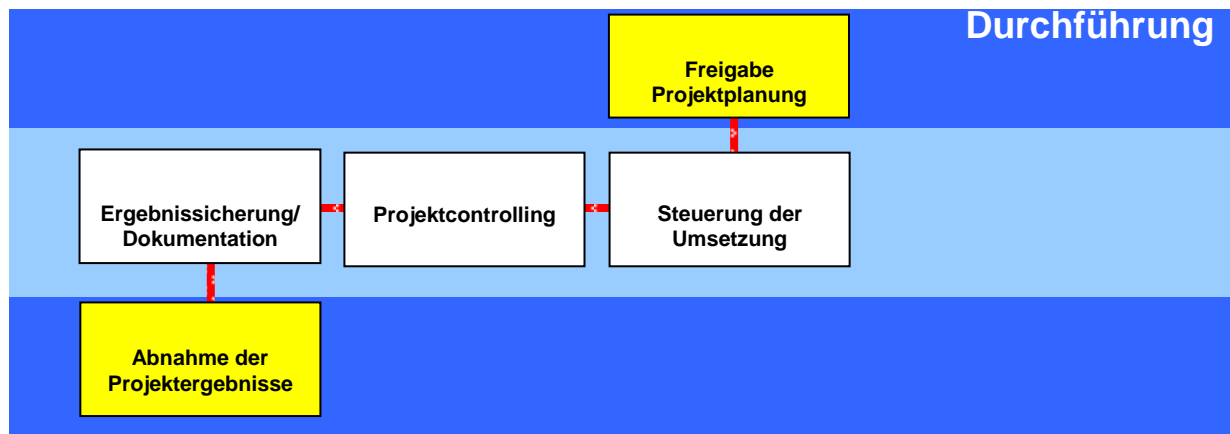 Durchführung
Freigabe
Projektplanung
Ergebnissicherung/
Dokumentation
Projektcontrolling
Steuerung der
Umsetzung
Abnahme der
Projektergebnisse